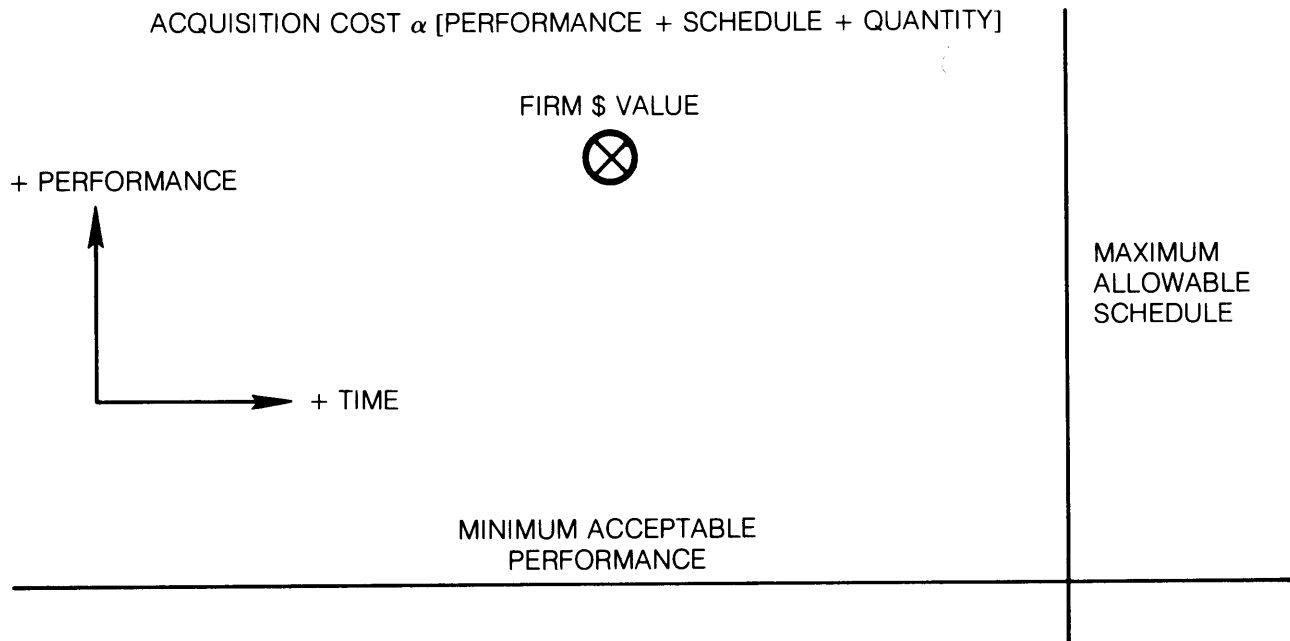 ACQUISITION COST α [PERFORMANCE + SCHEDULE + QUANTITY]
FIRM $ VALUE
+ PERFORMANCE
MAXIMUM
ALLOWABLE
SCHEDULE
+ TIME
MINIMUM ACCEPTABLE
PERFORMANCE